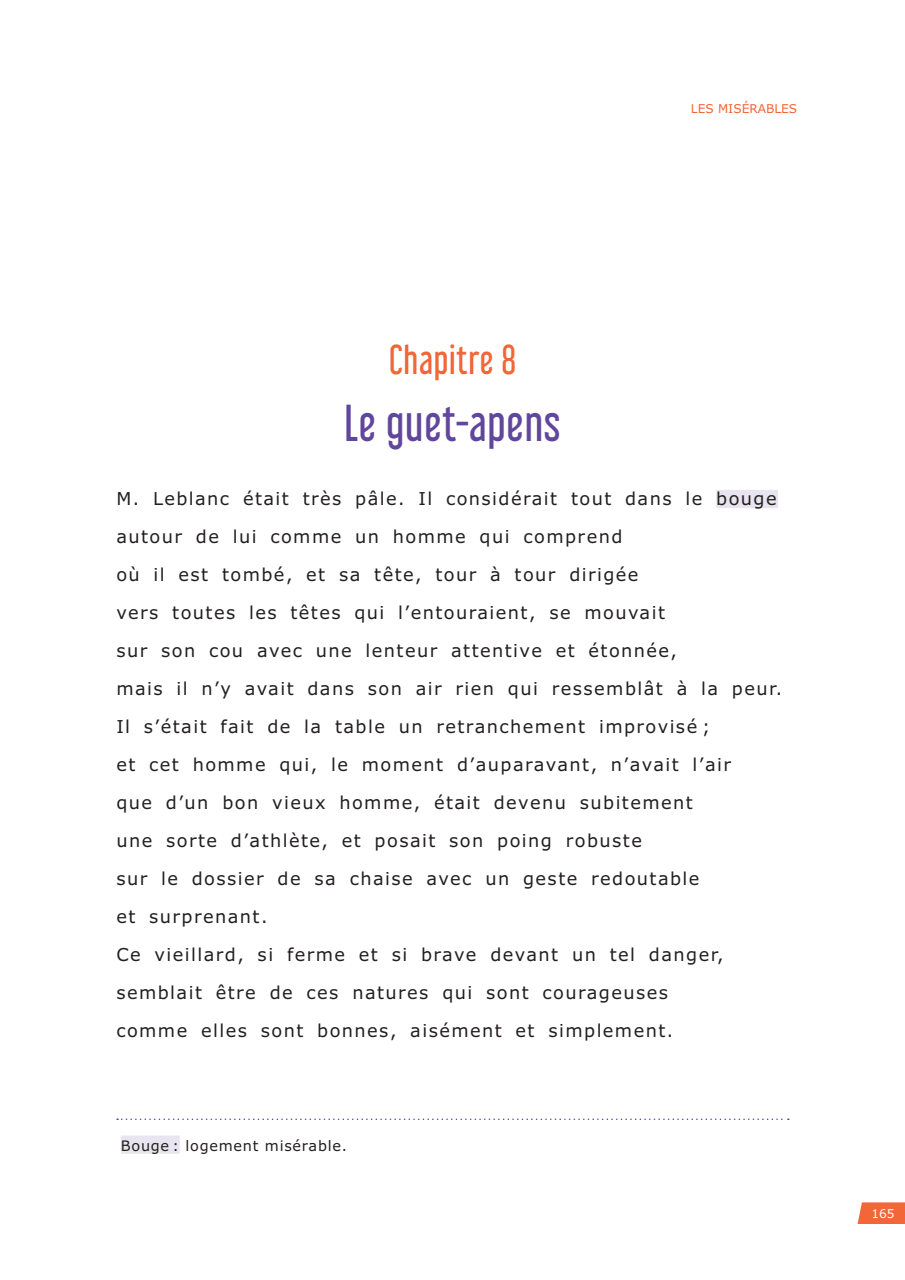 LES MISÉRABLES
Chapitre 8
Le guet-apens
M. Leblanc était très pâle. Il considérait tout dans le bouge
autour de lui comme un homme qui comprend
où il est tombé, et sa tête, tour à tour dirigée
vers toutes les têtes qui l’entouraient, se mouvait
sur son cou avec une lenteur attentive et étonnée,
mais il n’y avait dans son air rien qui ressemblât à la peur.
Il s’était fait de la table un retranchement improvisé ;
et cet homme qui, le moment d’auparavant, n’avait l’air
que d’un bon vieux homme, était devenu subitement
une sorte d’athlète, et posait son poing robuste
sur le dossier de sa chaise avec un geste redoutable
et surprenant.
Ce vieillard, si ferme et si brave devant un tel danger,
semblait être de ces natures qui sont courageuses
comme elles sont bonnes, aisément et simplement.
Bouge : logement misérable.
165